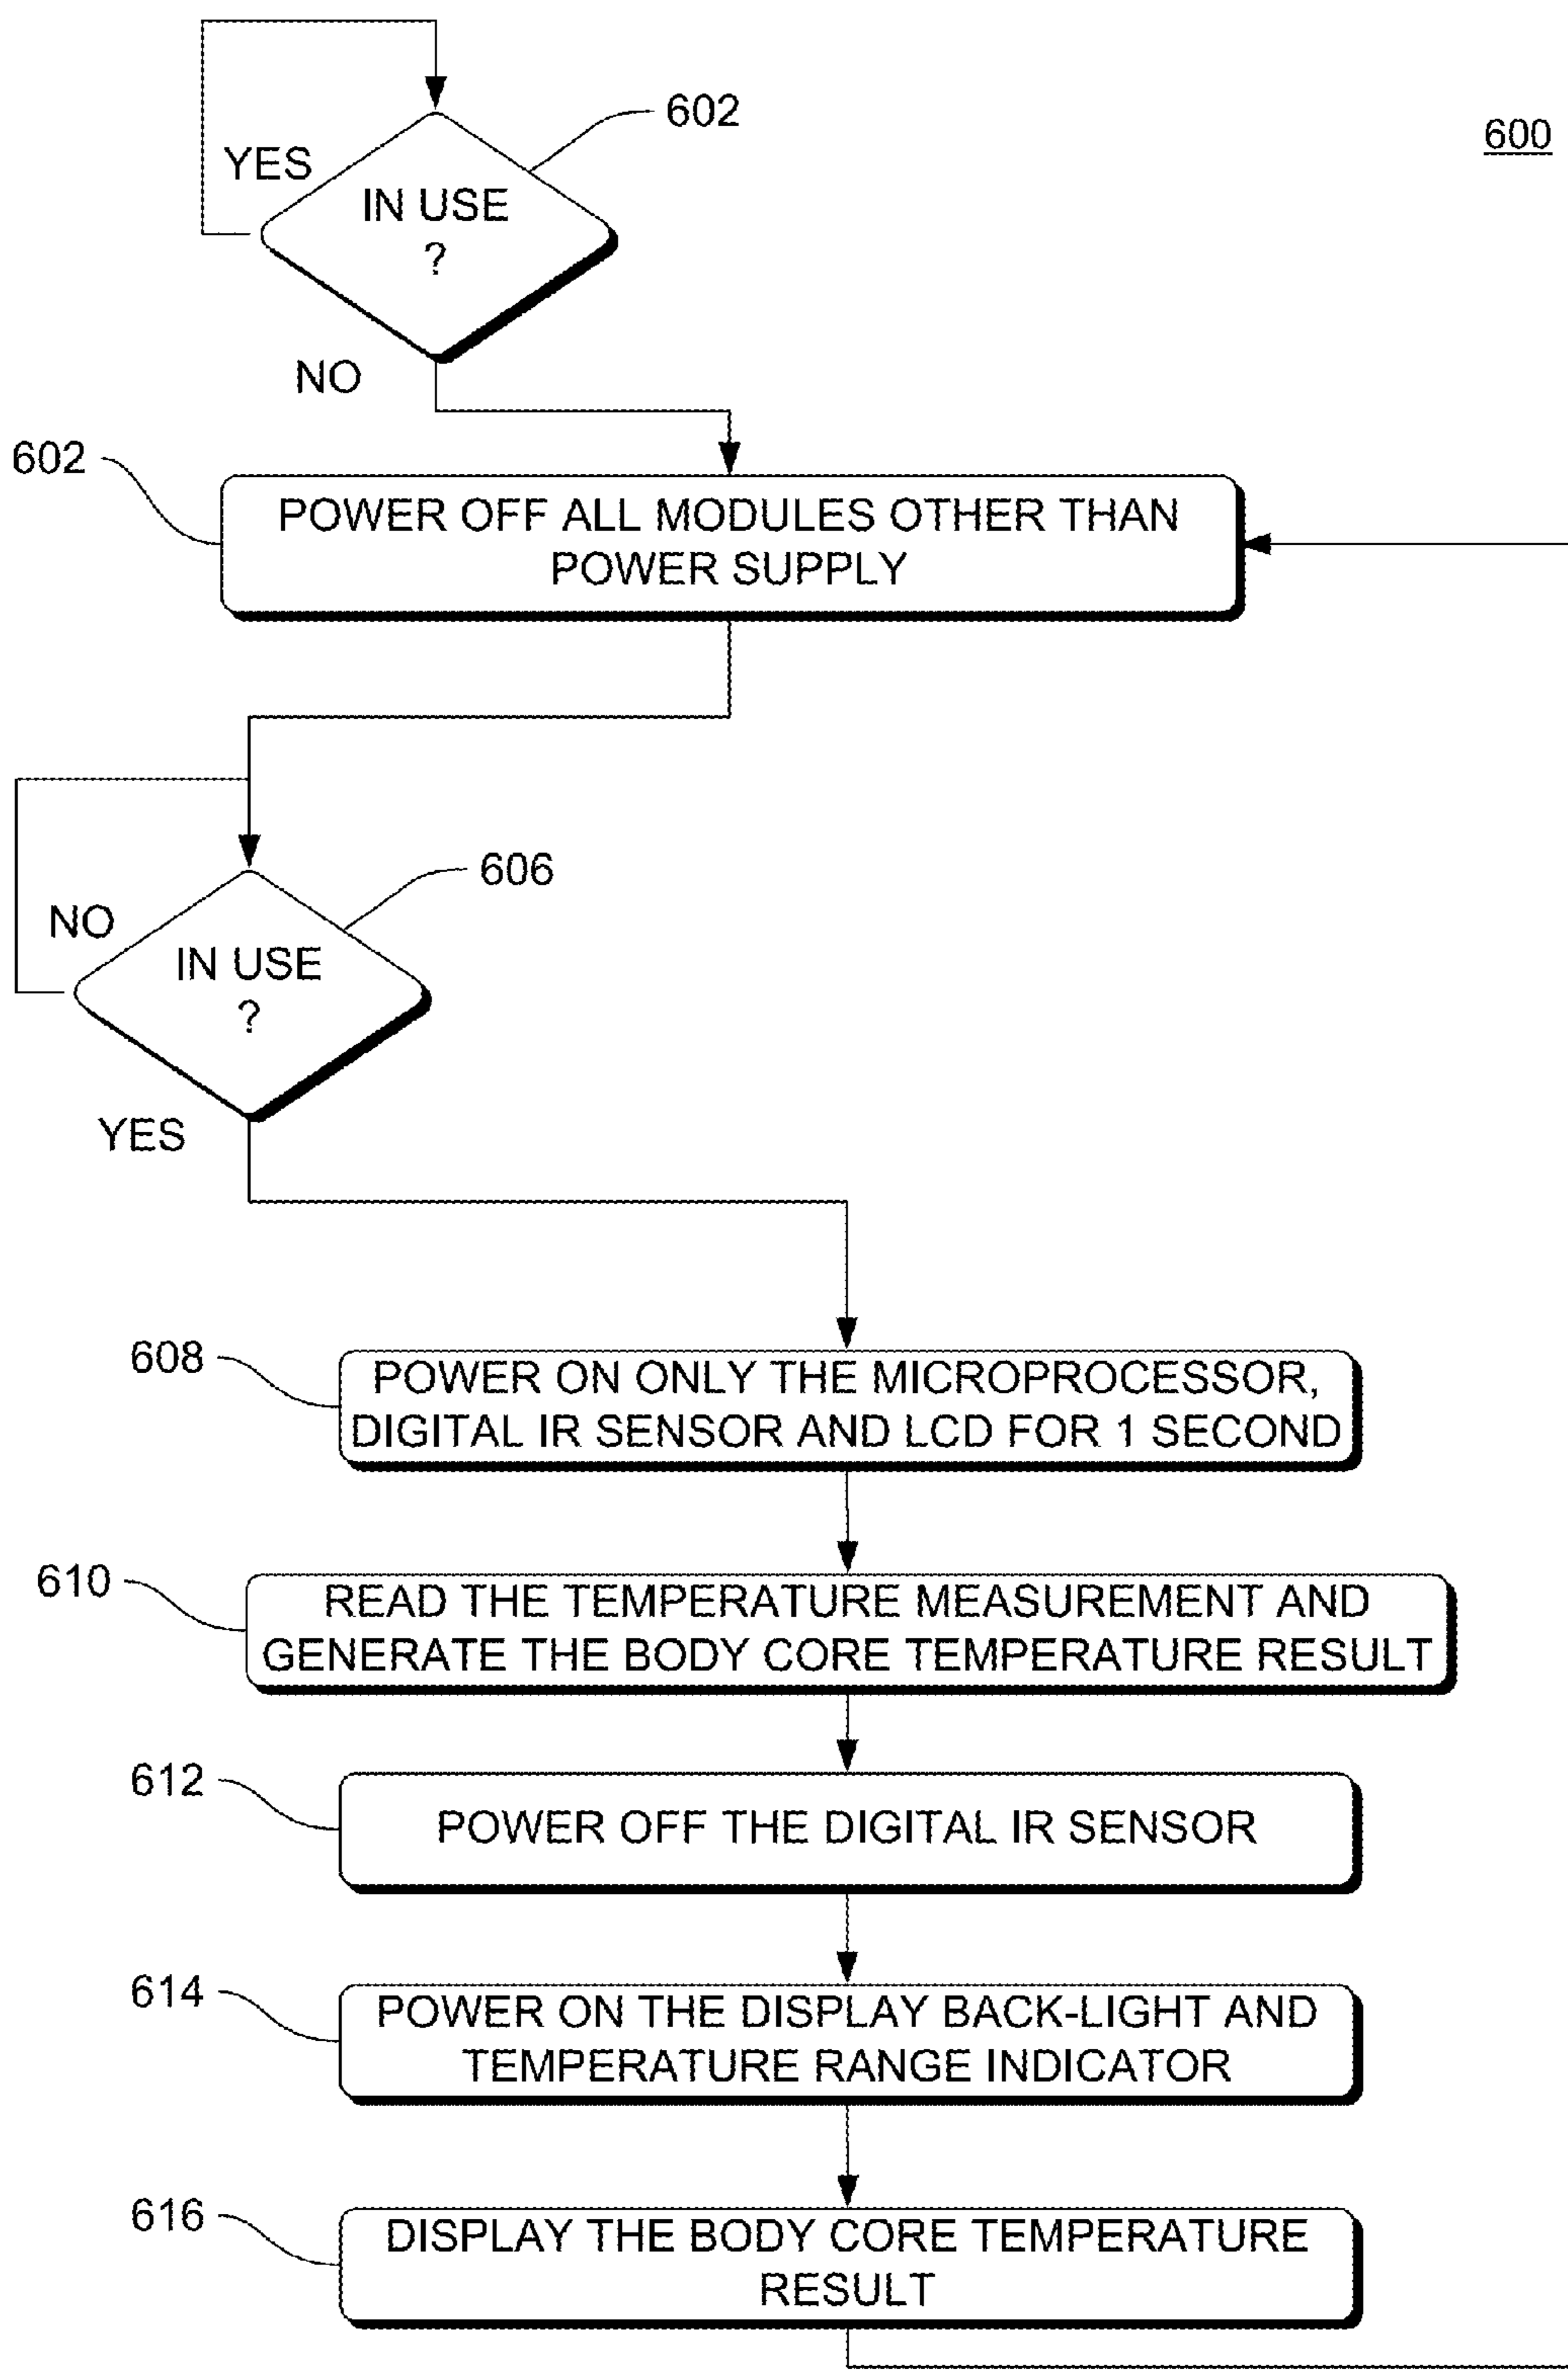 600
602
YES
IN USE
?
NO
602
POWER OFF ALL MODULES OTHER THAN
POWER SUPPLY
606
NO
IN USE
?
YES
608
POWER ON ONLY THE MICROPROCESSOR,
DIGITAL IR SENSOR AND LCD FOR 1 SECOND
610
READ THE TEMPERATURE MEASUREMENT AND
GENERATE THE BODY CORE TEMPERATURE RESULT
612
POWER OFF THE DIGITAL IR SENSOR
614
POWER ON THE DISPLAY BACK-LIGHT AND
TEMPERATURE RANGE INDICATOR
616
DISPLAY THE BODY CORE TEMPERATURE
RESULT